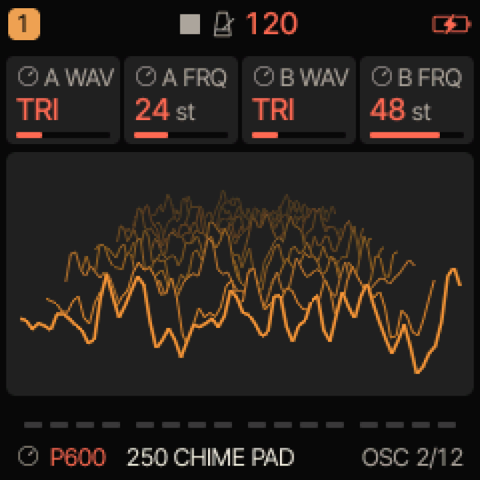 1 120
A WAV A FRQ B WAV B FRQ
TRI 24 st TRI 48 st
P600 250 CHIME PAD OSC 2/12